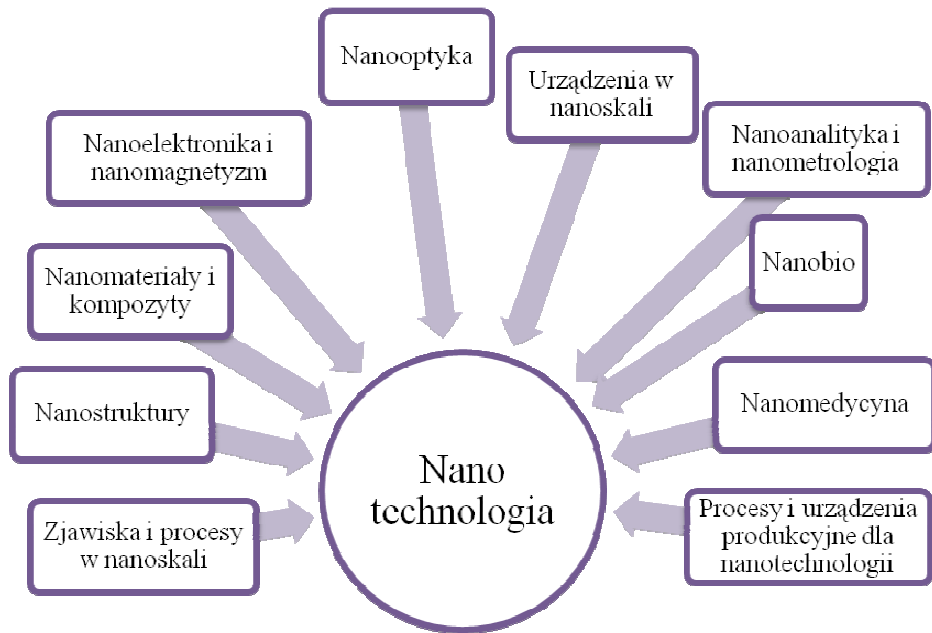 Nanooptyka
Urządzenia w
nanoskali
Nanoelektronika i
nanomagnetyzm
Nanoanalityka i
nanometrologia
Nanomateriały i
kompozyty
Nanobio
Nanostruktury
Nanomedycyna
Nano
technologia
Zjawiska i procesy
w nanoskali
Procesy i urządzenia
produkcyjne dla
nanotechnologii